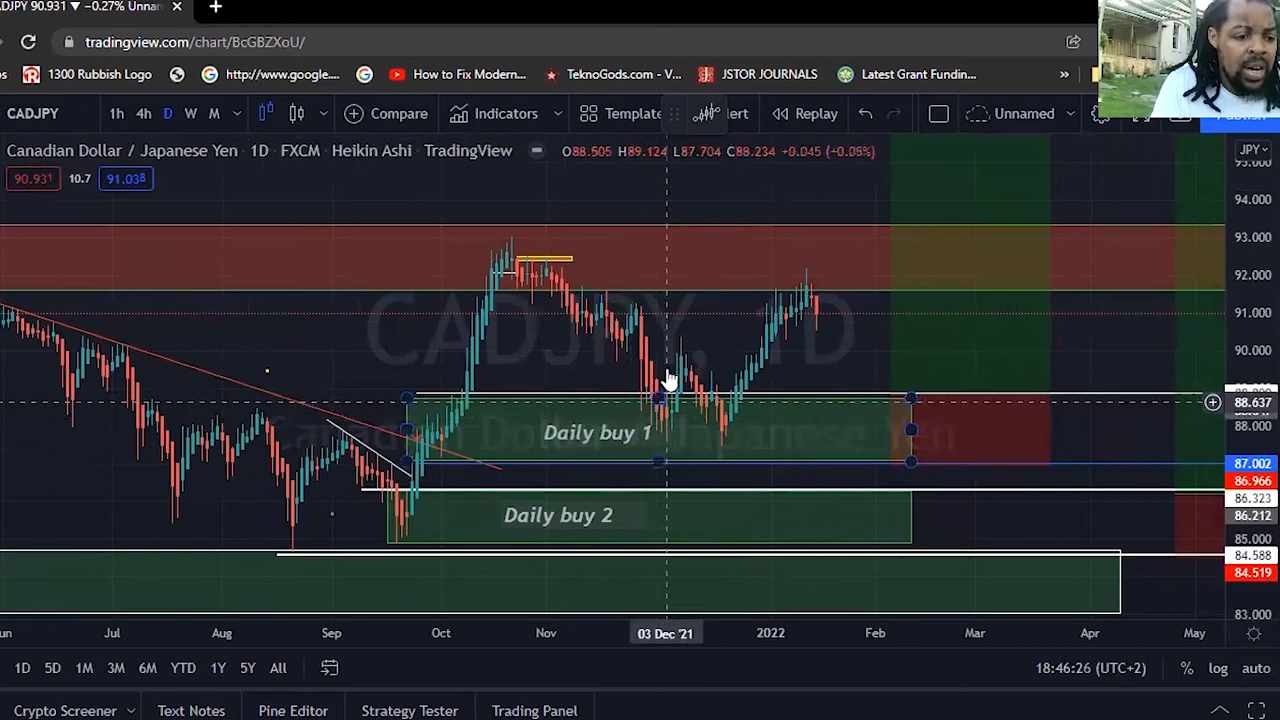 ADJPY 90.931 ▼ −0.27% Unnar
tradingview.com/chart/BcGBZXoU/
1300 Rubbish Logo
http://www.google....
How to Fix Modern...
TeknoGods.com - V...
JSTOR JOURNALS
Latest Grant Fundin...
»
CADJPY 1h 4h D W M Compare Indicators Template Replay Unnamed
Canadian Dollar / Japanese Yen · 1D · FXCM · Heikin Ashi · TradingView O88.505 H89.124 L87.704 C88.234 +0.045 (+0.05%) JPY
90.931 10.7 91.038
94.000
93.000
92.000
CADJPY, 1D
91.000
90.000
88.637
88.000
Daily buy 1
Canadian Dollar / Japanese Yen
87.002
86.966
86.323
Daily buy 2
86.212
85.000
84.588
84.519
83.000
Jul Aug Sep Oct Nov 03 Dec '21 2022 Feb Mar Apr May
1D 5D 1M 3M 6M YTD 1Y 5Y All 18:46:26 (UTC+2) % log auto
Crypto Screener Text Notes Pine Editor Strategy Tester Trading Panel